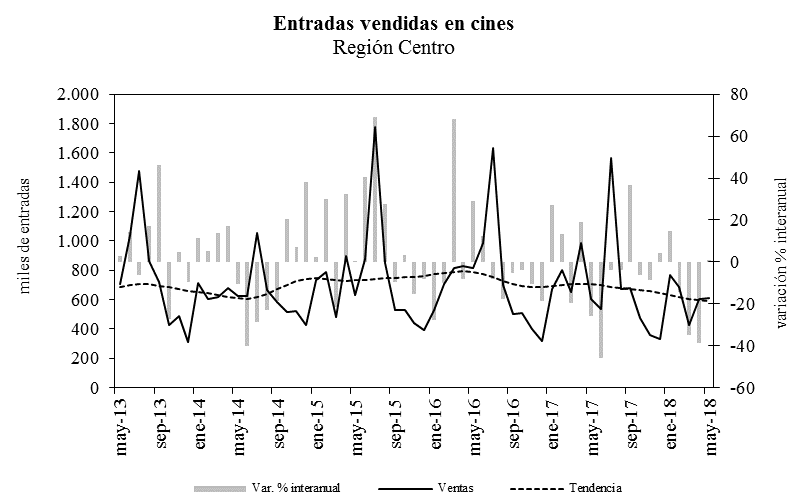 Entradas vendidas en cines
Región Centro
miles de entradas
2.000
1.800
1.600
1.400
1.200
1.000
800
600
400
200
0
80
60
40
20
0
-20
-40
-60
variación % interanual
may-13
sep-13
ene-14
may-14
sep-14
ene-15
may-15
sep-15
ene-16
may-16
sep-16
ene-17
may-17
sep-17
ene-18
may-18
Var. % interanual
Ventas
Tendencia